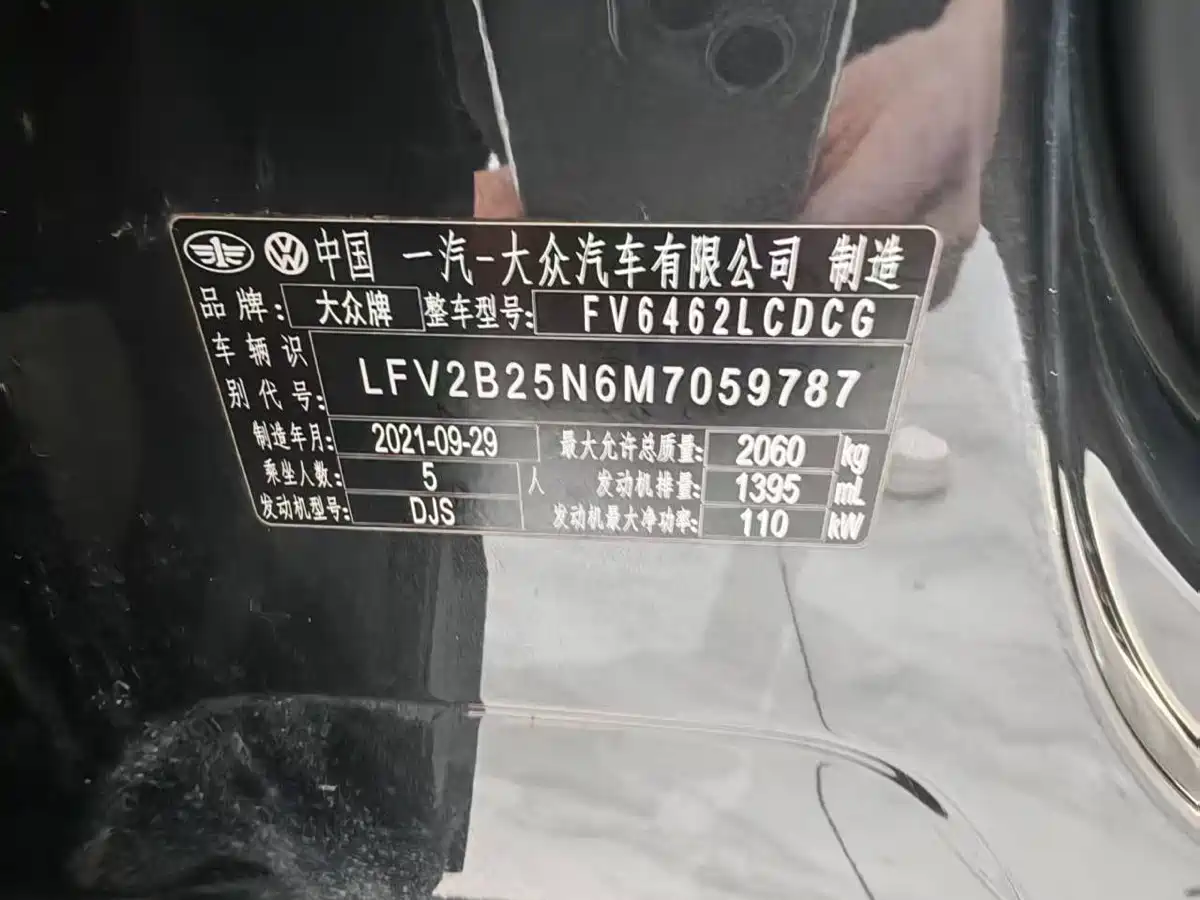 中国 一汽-大众汽车有限公司 制造
品牌: 大众牌 整车型号: FV6462LCDCG
车辆识别代号: LFV2B25N6M7059787
制造年月: 2021-09-29 最大允许总质量: 2060 kg
乘坐人数: 5 人 发动机排量: 1395 mL
发动机型号: DJS 发动机最大净功率: 110 kW